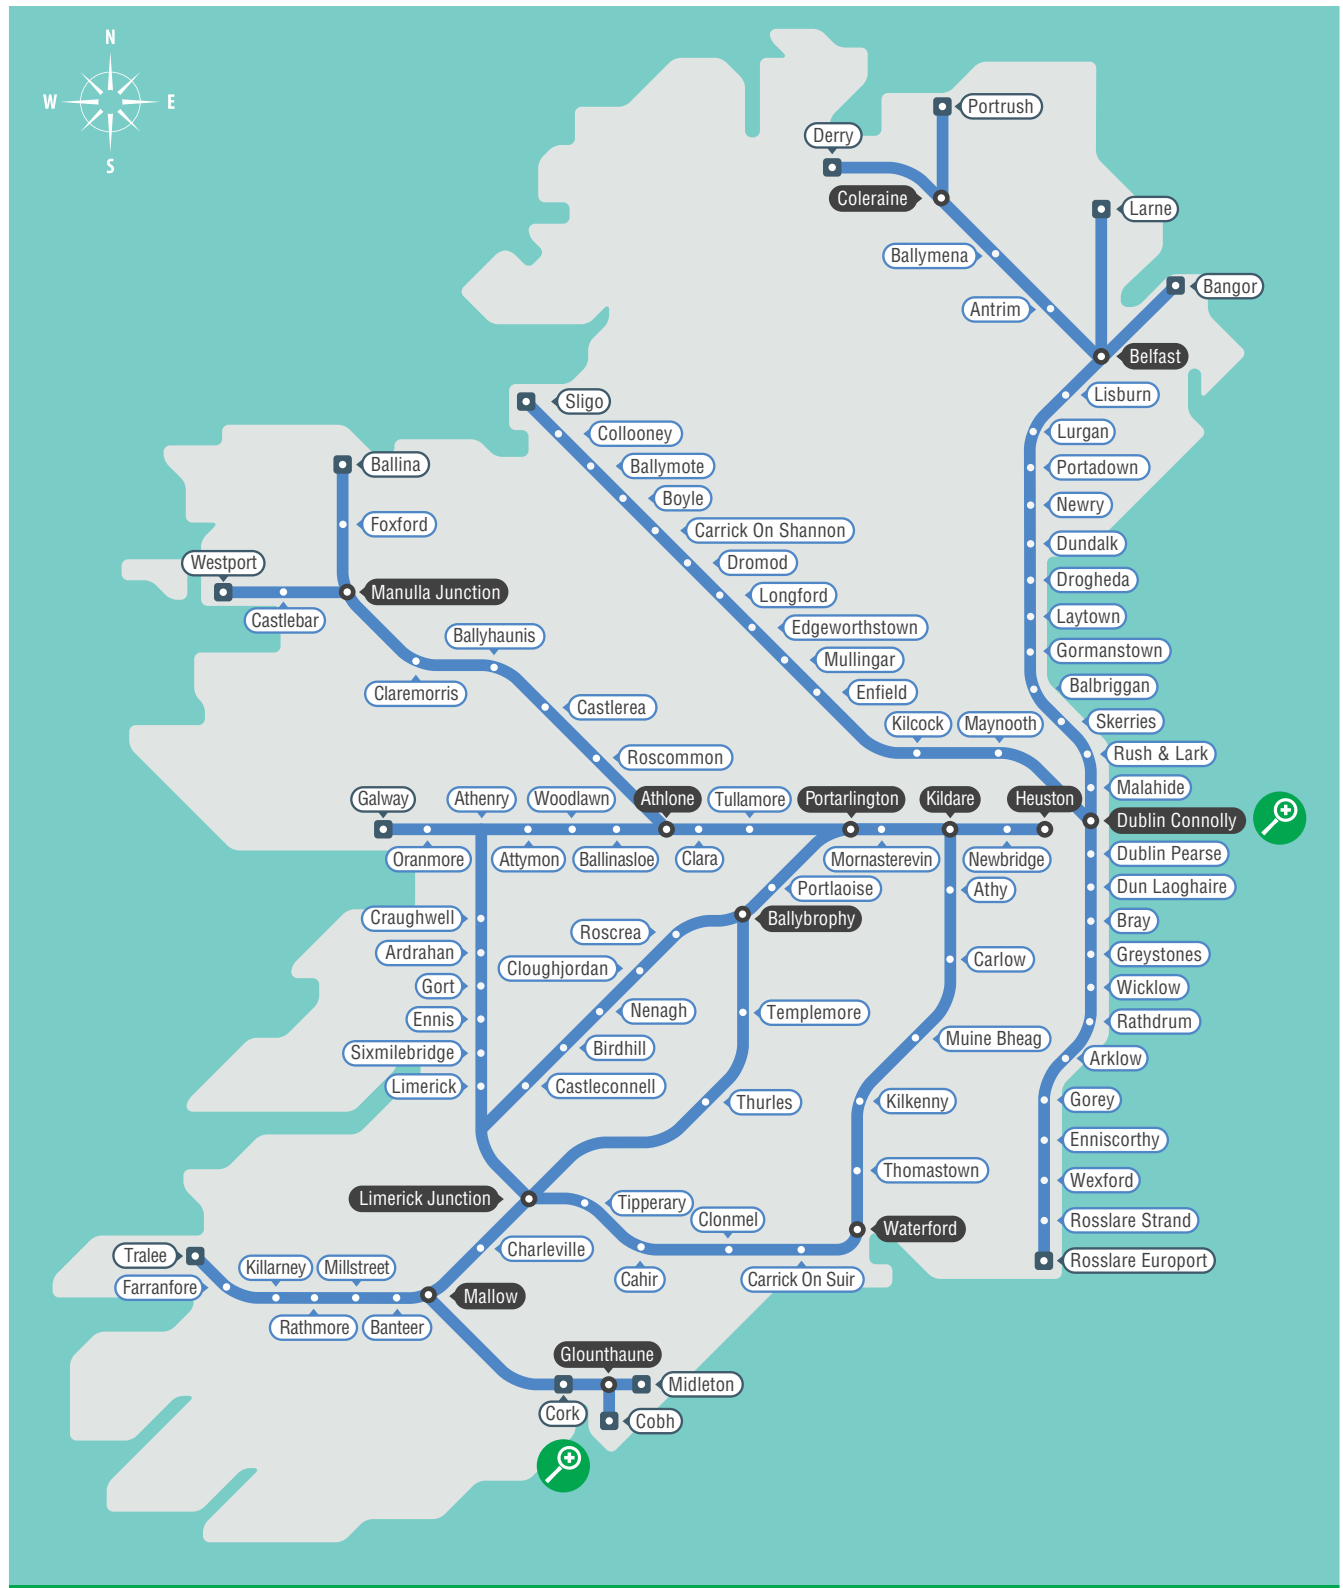 N
W E
S
Portrush
Derry
Coleraine
Larne
Ballymena
Bangor
Antrim
Belfast
Lisburn
Sligo
Collooney
Lurgan
Ballina
Ballymote
Portadown
Boyle
Newry
Foxford
Carrick On Shannon
Dundalk
Westport
Dromod
Drogheda
Manulla Junction
Longford
Castlebar
Laytown
Edgeworthstown
Ballyhaunis
Gormanstown
Mullingar
Claremorris
Enfield
Balbriggan
Castlerea
Skerries
Kilcock
Maynooth
Roscommon
Rush & Lark
Malahide
Galway
Athenry
Woodlawn
Athlone
Tullamore
Portarlington
Kildare
Heuston
Dublin Connolly
Oranmore
Attymon
Ballinasloe
Clara
Mornasterevin
Newbridge
Dublin Pearse
Portlaoise
Athy
Dun Laoghaire
Craughwell
Ballybrophy
Bray
Roscrea
Ardrahan
Greystones
Cloughjordan
Carlow
Gort
Wicklow
Nenagh
Templemore
Ennis
Rathdrum
Muine Bheag
Birdhill
Sixmilebridge
Arklow
Limerick
Castleconnell
Thurles
Kilkenny
Gorey
Enniscorthy
Thomastown
Wexford
Limerick Junction
Tipperary
Clonmel
Rosslare Strand
Waterford
Charleville
Tralee
Rosslare Europort
Killarney
Millstreet
Cahir
Carrick On Suir
Farranfore
Mallow
Rathmore
Banteer
Glounthaune
Midleton
Cork
Cobh